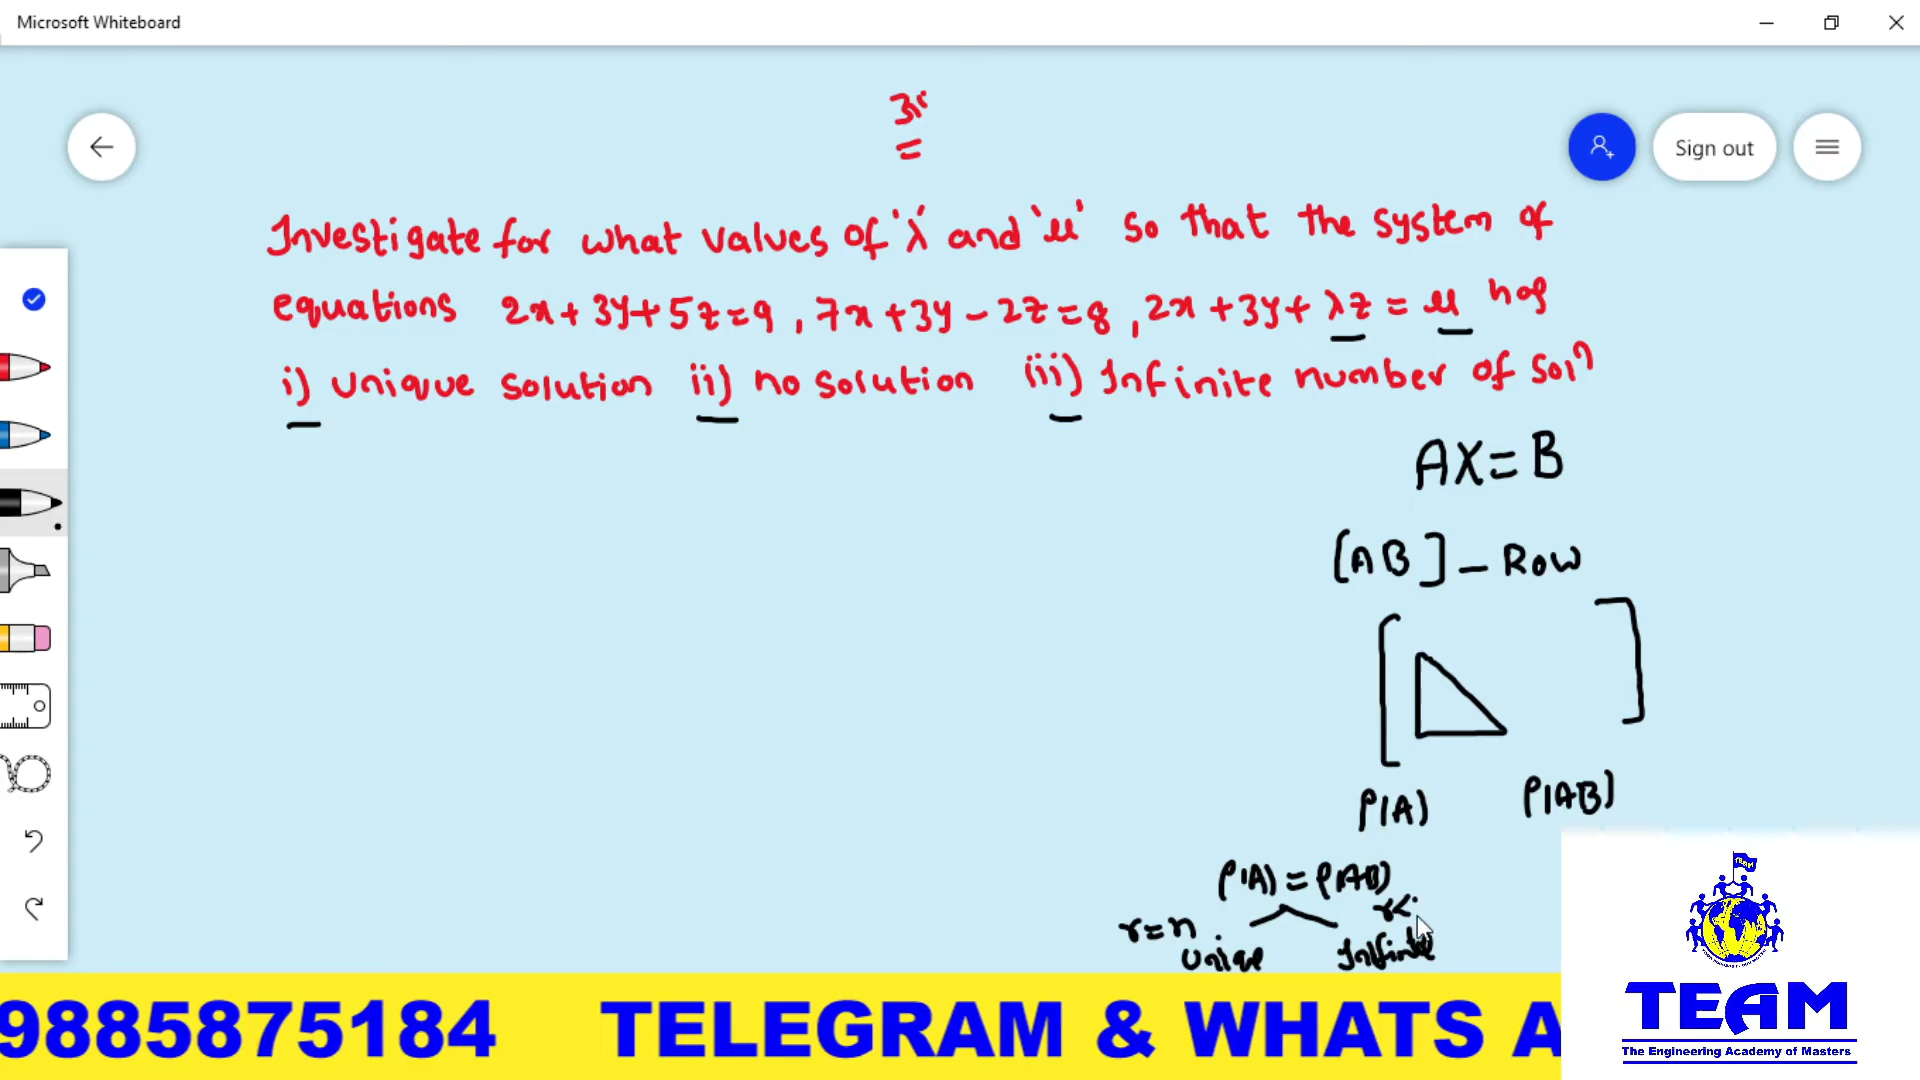 Microsoft Whiteboard
Sign out
Investigate for what values of 'λ' and 'μ' so that the system of
equations 2x + 3y + 5z = 9, 7x + 3y - 2z = 8, 2x + 3y + λz = μ has
i) unique solution ii) no solution iii) Infinite number of sol?
AX = B
[AB] - Row
ρ(A) ρ(AB)
ρ(A) = ρ(AB)
r = n r <
unique Infinite
TEAM
The Engineering Academy of Masters
9885875184 TELEGRAM & WHATS A